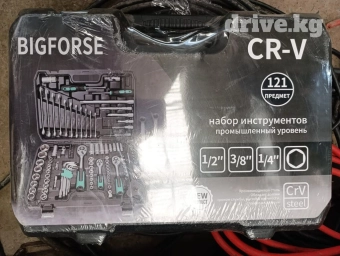 drive.kg
BIGFORSE
CR-V
121
ПРЕДМЕТ
набор инструментов
промышленный уровень
1/2" 3/8" 1/4"
CrV
steel